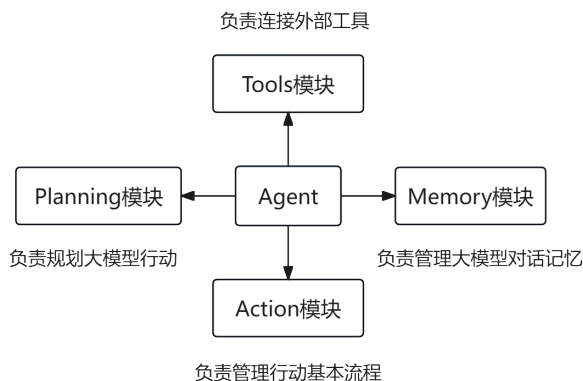 负责连接外部工具
Tools模块
Planning模块
Agent
Memory模块
负责规划大模型行动
负责管理大模型对话记忆
Action模块
负责管理行动基本流程